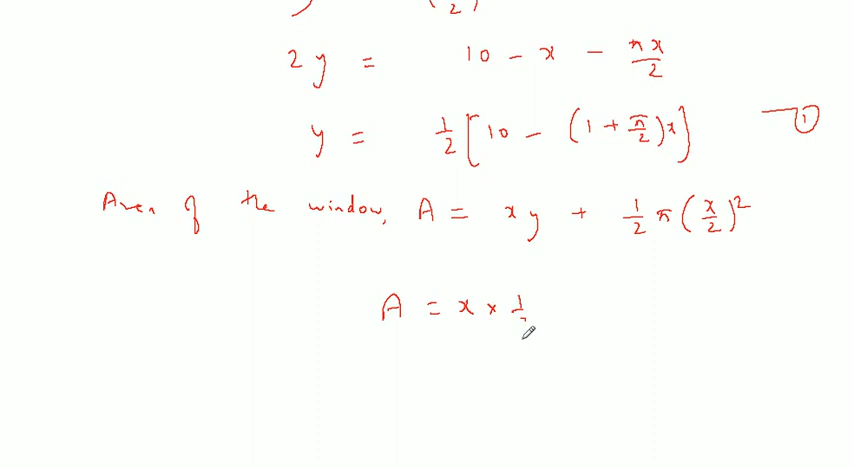 2y = 10 - x - πx/2
y = 1/2 [10 - (1 + π/2)x] ①
Area of the window, A = xy + 1/2 π (x/2)²
A = x × 1/